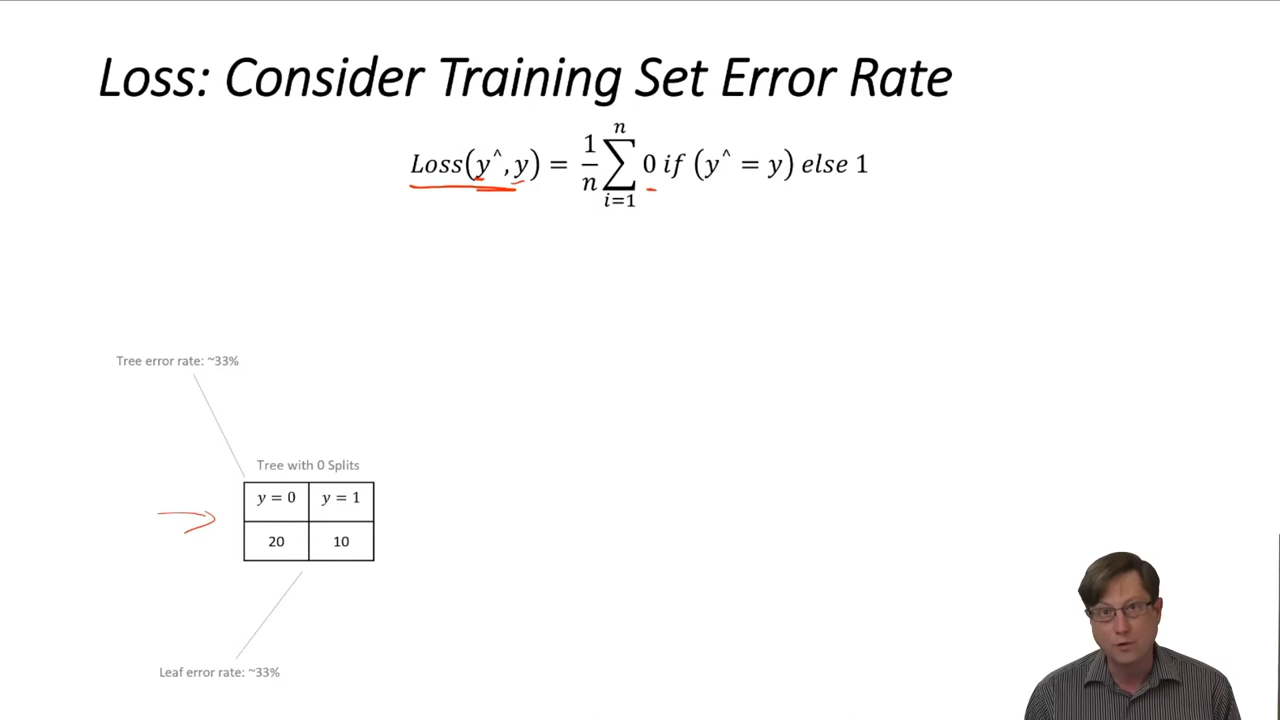 Loss: Consider Training Set Error Rate
Loss(y^, y) = 1/n ∑_{i=1}^{n} 0 if (y^ = y) else 1
Tree error rate: ~33%
Tree with 0 Splits
y = 0 y = 1
20 10
Leaf error rate: ~33%